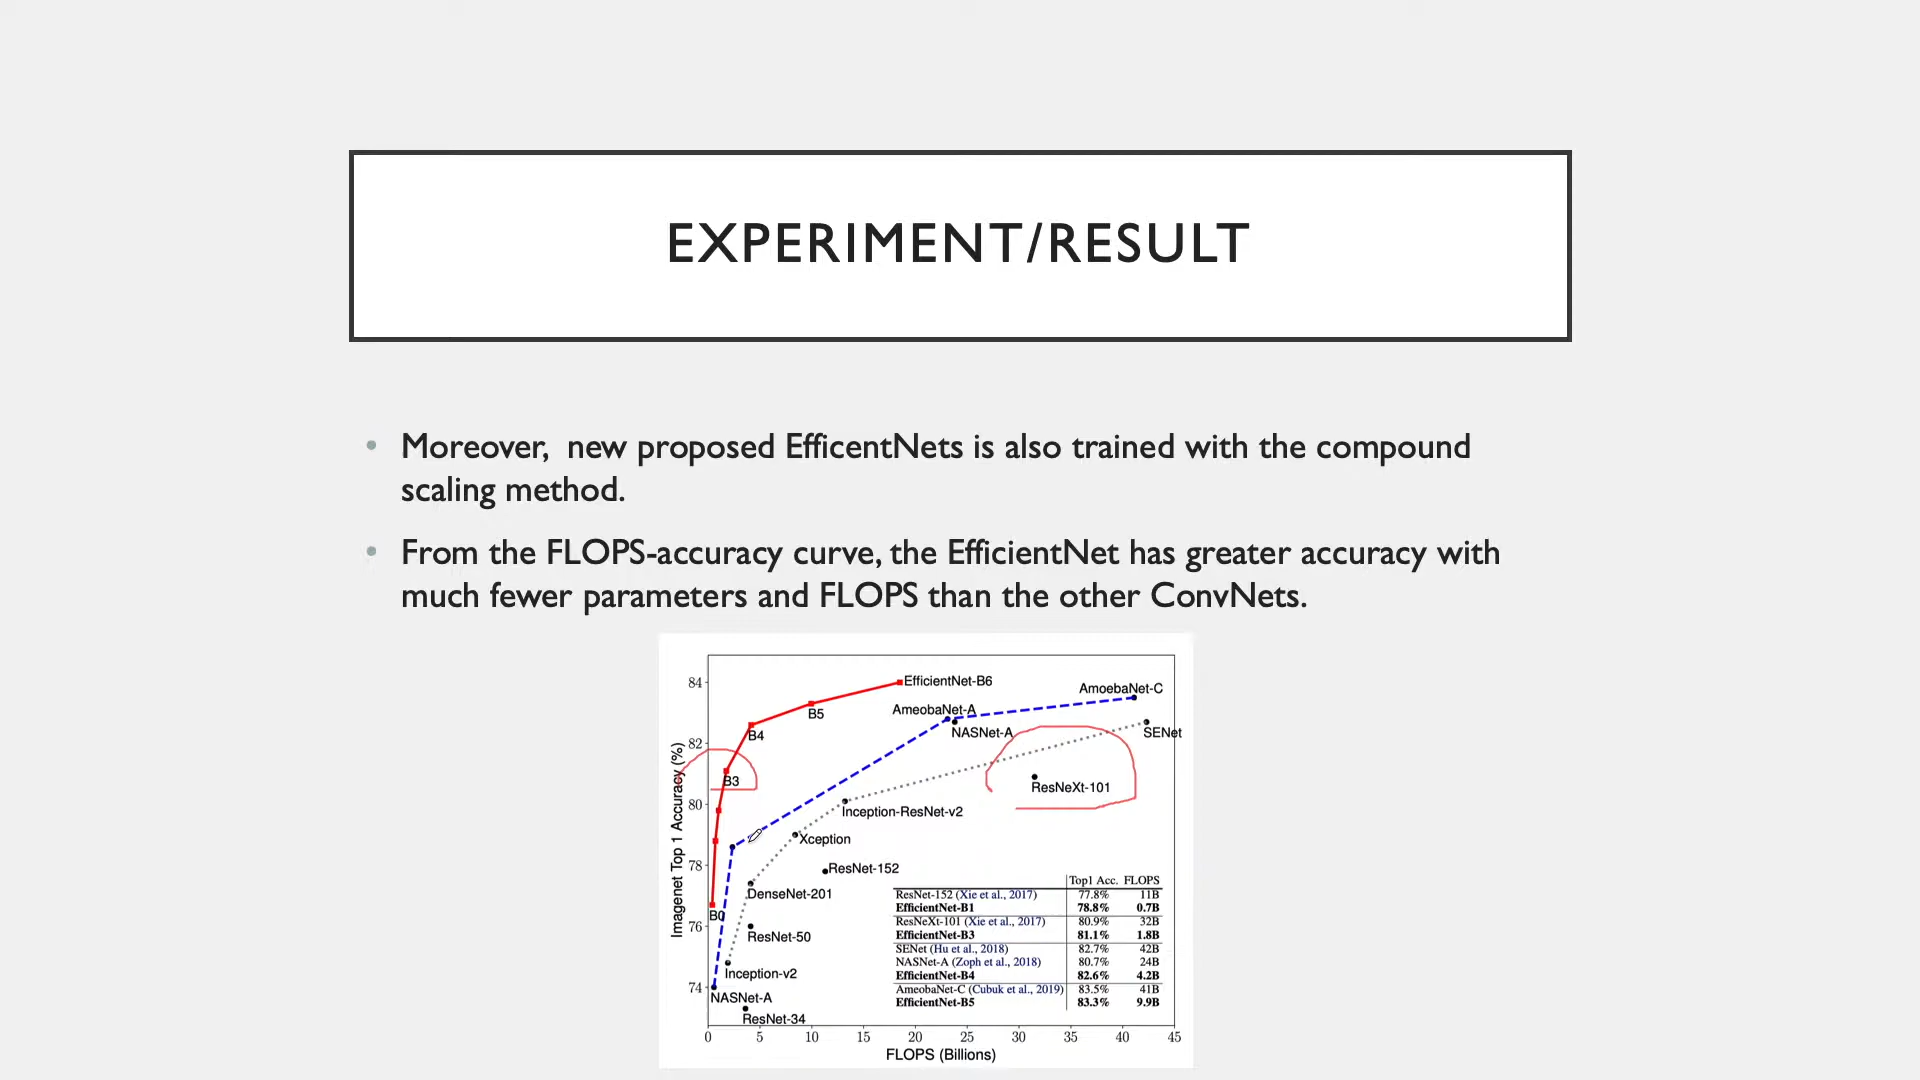 EXPERIMENT/RESULT
• Moreover,  new proposed EfficentNets is also trained with the compound
scaling method.
• From the FLOPS-accuracy curve, the EfficientNet has greater accuracy with
much fewer parameters and FLOPS than the other ConvNets.
Imagenet Top 1 Accuracy (%)
84
82
80
78
76
74
EfficientNet-B6
B5
B4
B3
B0
AmoebaNet-C
AmeobaNet-A
NASNet-A
SENet
ResNeXt-101
Inception-ResNet-v2
Xception
ResNet-152
DenseNet-201
ResNet-50
Inception-v2
NASNet-A
ResNet-34
Top1 Acc. FLOPS
ResNet-152 (Xie et al., 2017) 77.8% 11B
EfficientNet-B1 78.8% 0.7B
ResNeXt-101 (Xie et al., 2017) 80.9% 32B
EfficientNet-B3 81.1% 1.8B
SENet (Hu et al., 2018) 82.7% 42B
NASNet-A (Zoph et al., 2018) 80.7% 24B
EfficientNet-B4 82.6% 4.2B
AmeobaNet-C (Cubuk et al., 2019) 83.5% 41B
EfficientNet-B5 83.3% 9.9B
0 5 10 15 20 25 30 35 40 45
FLOPS (Billions)